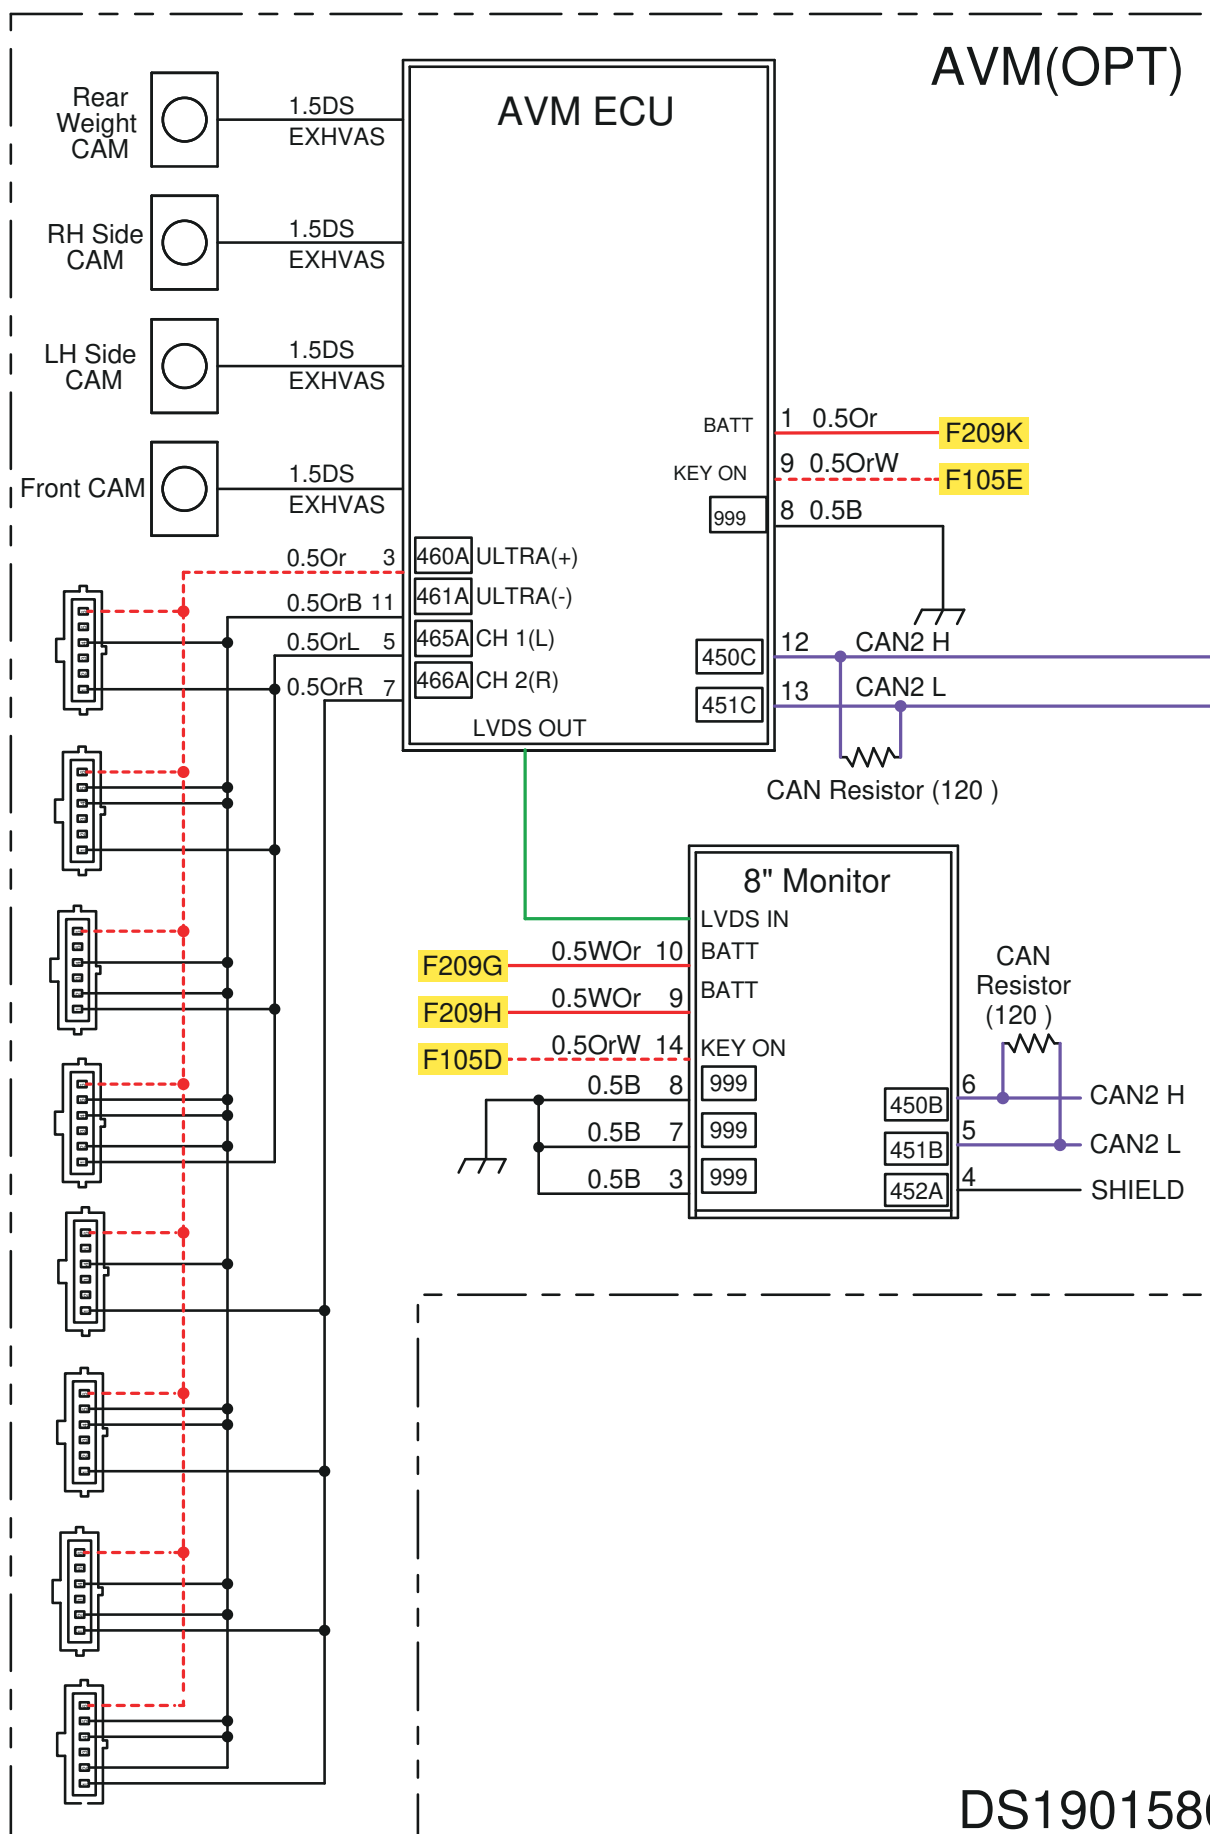 AVM(OPT)
AVM ECU
Rear
Weight
CAM
1.5DS
EXHVAS
RH Side
CAM
1.5DS
EXHVAS
LH Side
CAM
1.5DS
EXHVAS
Front CAM
1.5DS
EXHVAS
BATT
1 0.5Or
F209K
KEY ON
9 0.5OrW
F105E
999
8 0.5B
0.5Or 3
460A ULTRA(+)
0.5OrB 11
461A ULTRA(-)
0.5OrL 5
465A CH 1(L)
0.5OrR 7
466A CH 2(R)
LVDS OUT
450C
12 CAN2 H
451C
13 CAN2 L
CAN Resistor (120 )
8" Monitor
LVDS IN
F209G
0.5WOr 10
BATT
F209H
0.5WOr 9
BATT
F105D
0.5OrW 14
KEY ON
0.5B 8
999
0.5B 7
999
0.5B 3
999
CAN
Resistor
(120 )
450B
6
CAN2 H
451B
5
CAN2 L
452A
4
SHIELD
DS190158